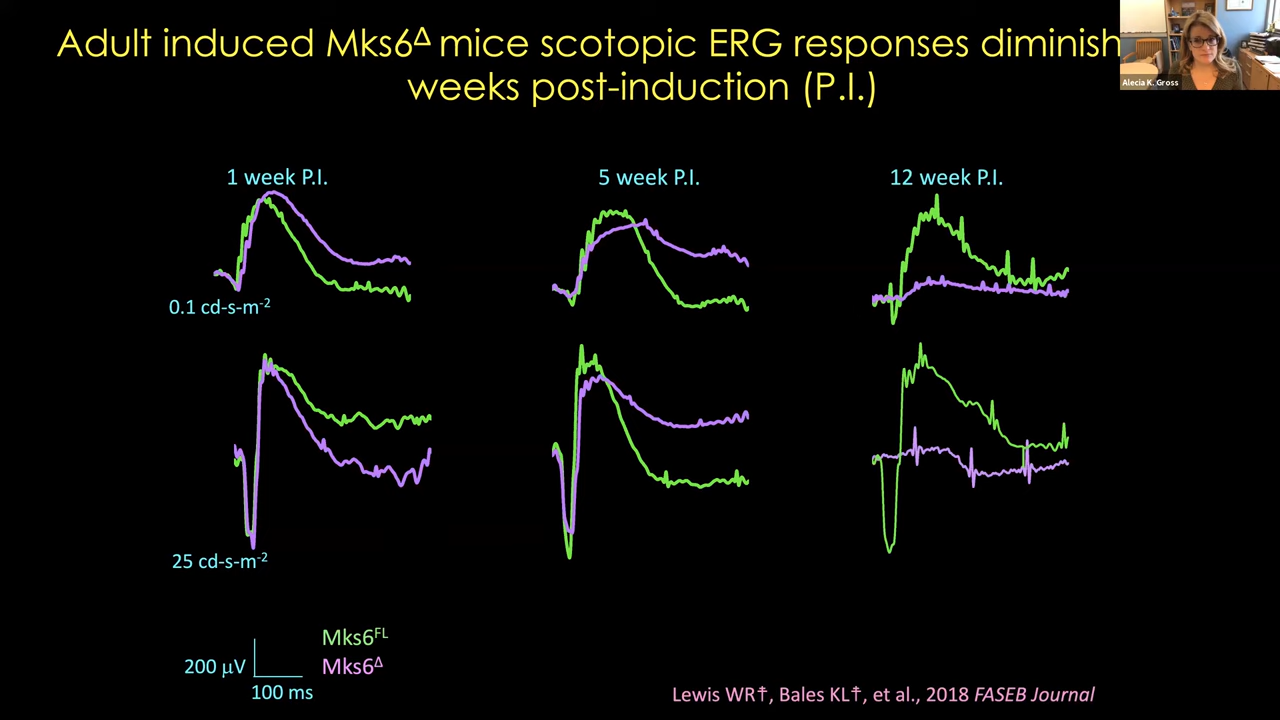 Adult induced Mks6Δ mice scotopic ERG responses diminish
weeks post-induction (P.I.)
Alecia K. Gross
1 week P.I.
5 week P.I.
12 week P.I.
0.1 cd-s-m-2
25 cd-s-m-2
200 μV
100 ms
Mks6FL
Mks6Δ
Lewis WR☨, Bales KL☨, et al., 2018 FASEB Journal